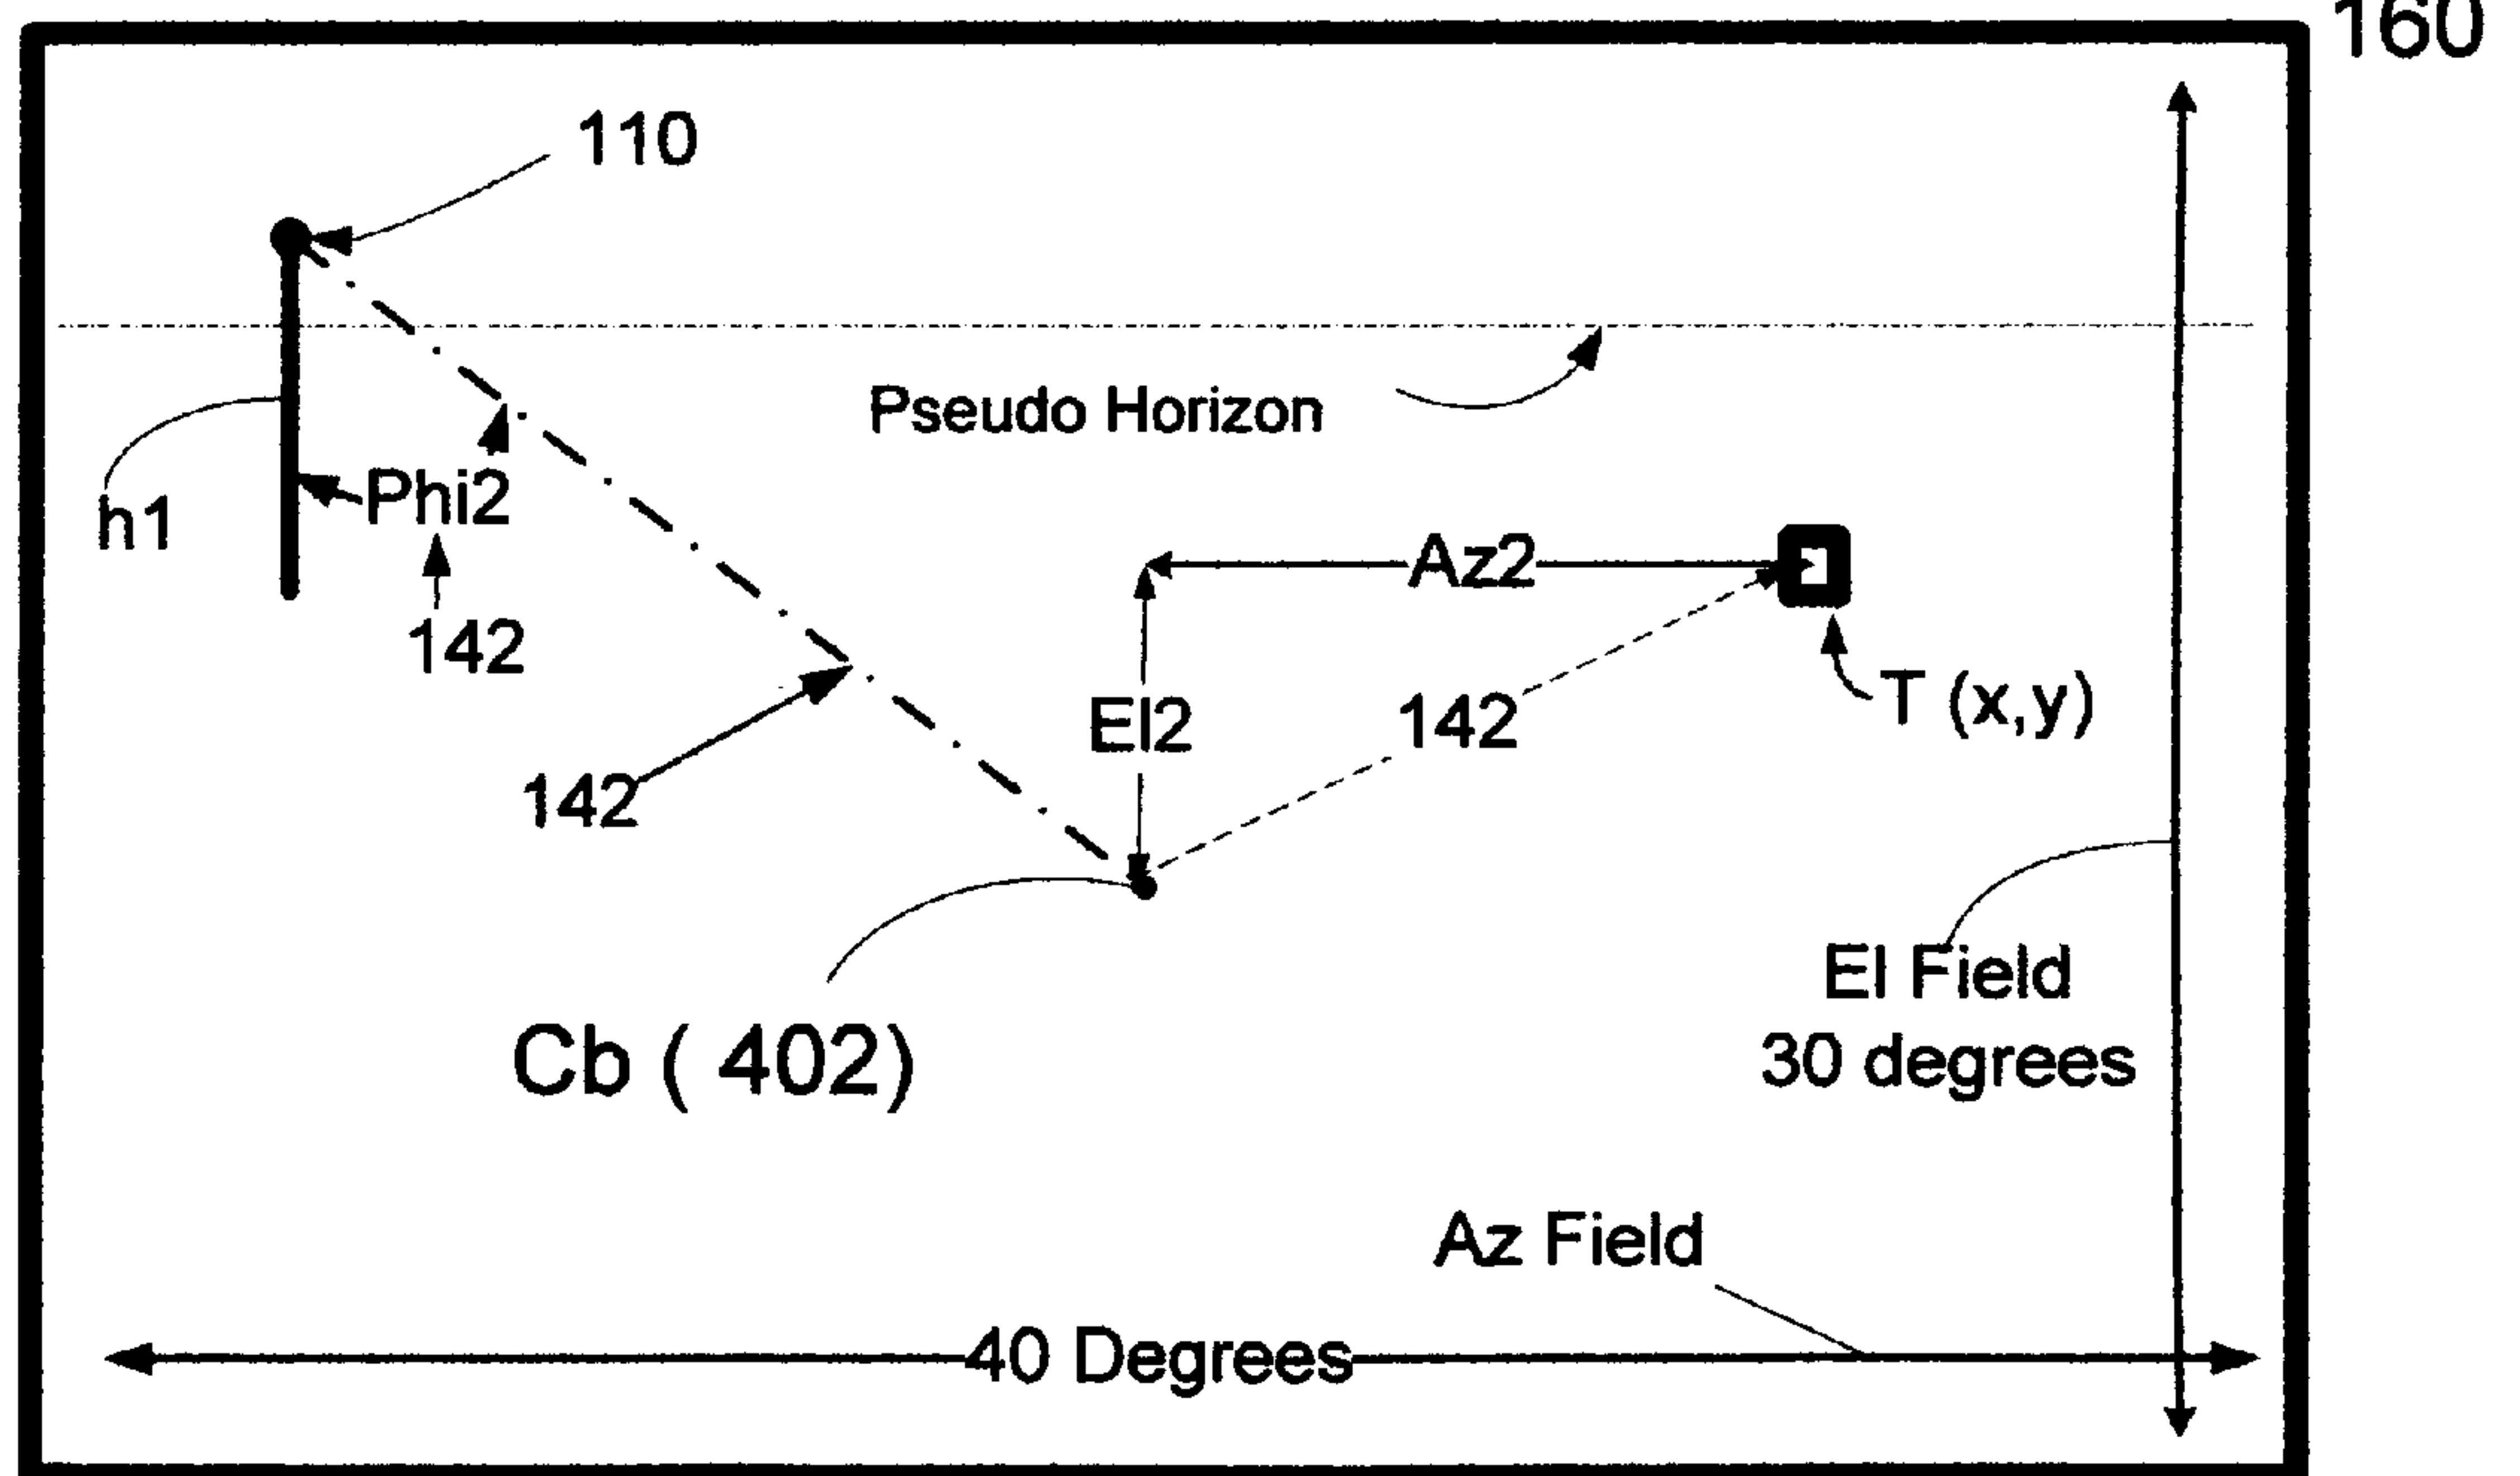 160
110
Pseudo Horizon
Phi2
h1
Az2
142
T (x,y)
El2
142
142
El Field
30 degrees
Cb ( 402)
Az Field
40 Degrees